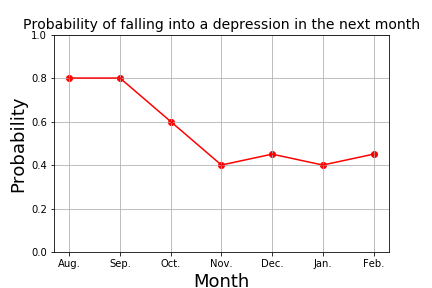 Probability of falling into a depression in the next month
1.0
0.8
0.6
0.4
0.2
0.0
Probability
Aug. Sep. Oct. Nov. Dec. Jan. Feb.
Month